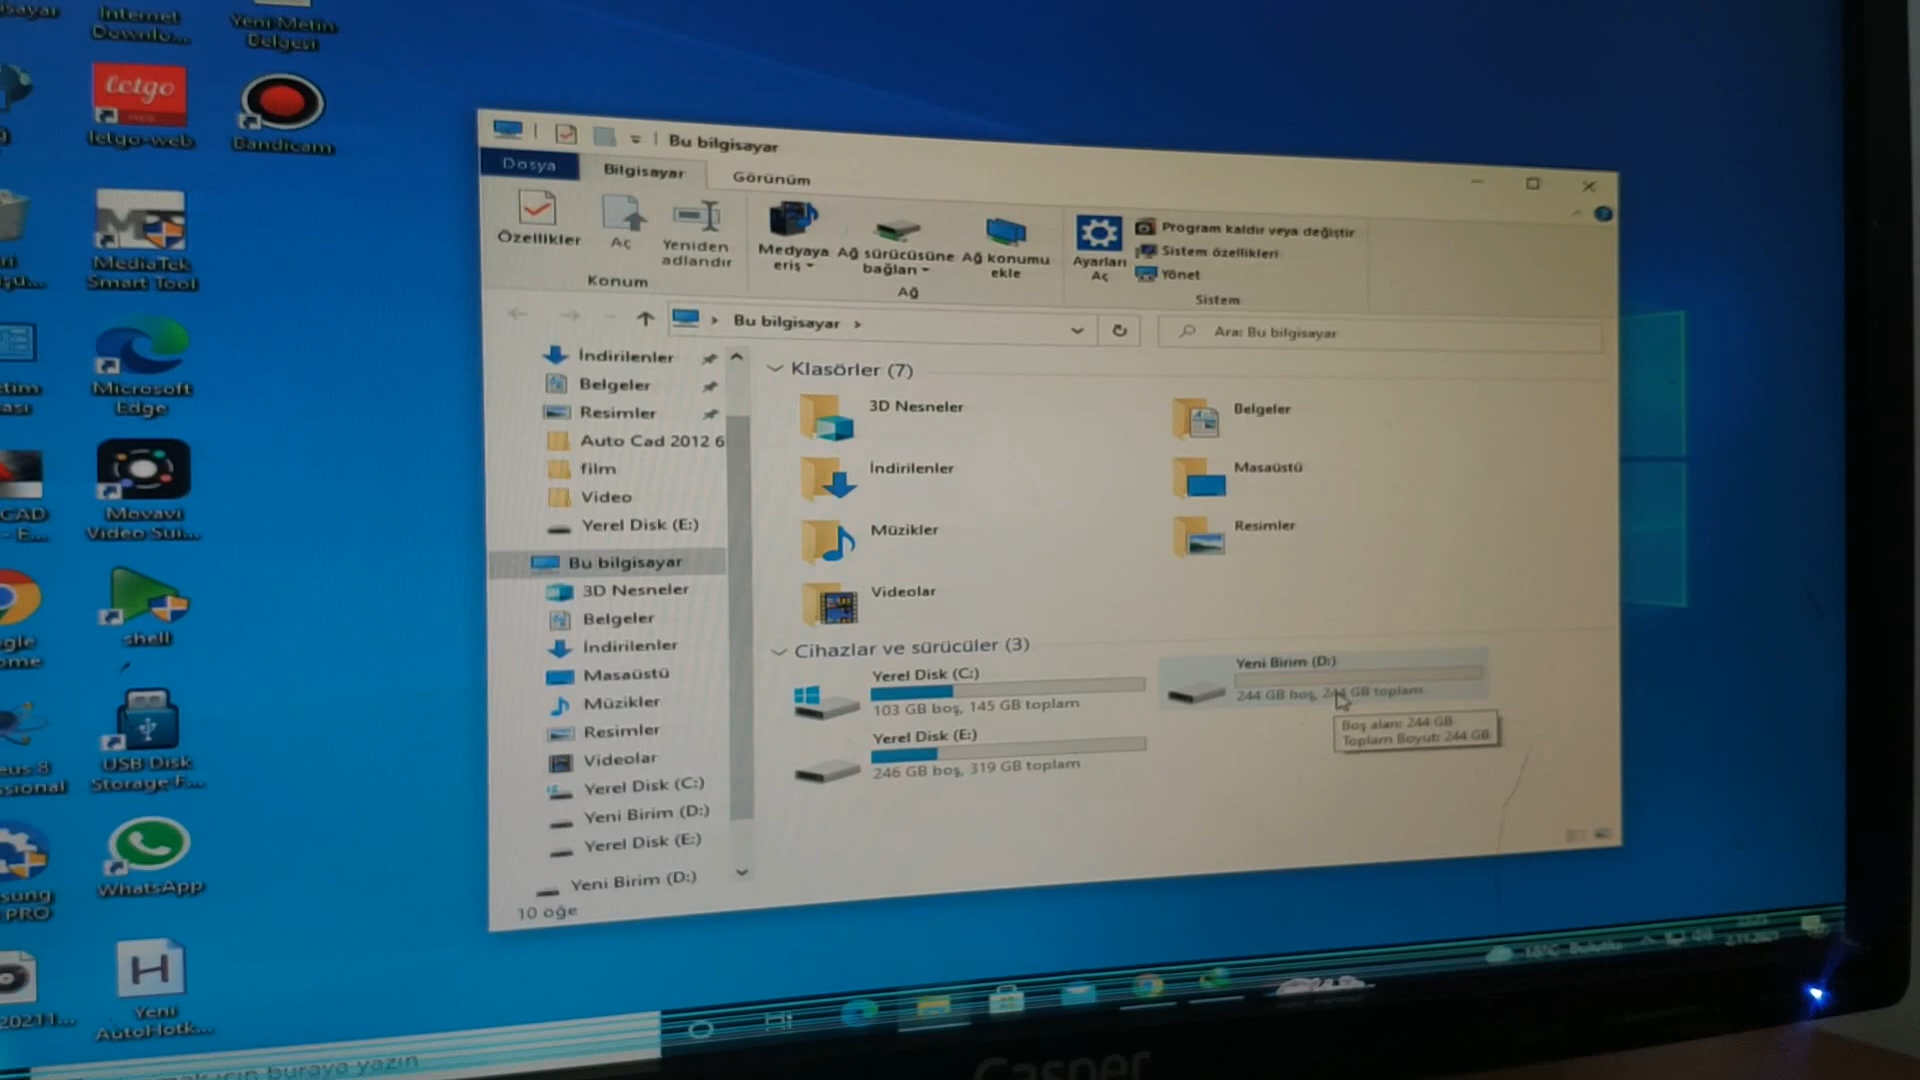 Internet
Downlo...
Yeni Metin
Belgesi
letgo
letgo-web
Bandicam
MediaTek
Smart Tool
Microsoft
Edge
Movavi
Video Sui...
shell
USB Disk
Storage F...
WhatsApp
Yeni
AutoHotk...
Bu bilgisayar
Dosya
Bilgisayar
Görünüm
Özellikler
Aç
Yeniden
adlandır
Konum
Medyaya
eriş
Ağ sürücüsüne
bağlan
Ağ konumu
ekle
Ağ
Ayarları
Aç
Program kaldır veya değiştir
Sistem özellikleri
Yönet
Sistem
Bu bilgisayar
Ara: Bu bilgisayar
İndirilenler
Belgeler
Resimler
Auto Cad 2012 6
film
Video
Yerel Disk (E:)
Bu bilgisayar
3D Nesneler
Belgeler
İndirilenler
Masaüstü
Müzikler
Resimler
Videolar
Yerel Disk (C:)
Yeni Birim (D:)
Yerel Disk (E:)
Yeni Birim (D:)
10 öğe
Klasörler (7)
3D Nesneler
Belgeler
İndirilenler
Masaüstü
Müzikler
Resimler
Videolar
Cihazlar ve sürücüler (3)
Yerel Disk (C:)
103 GB boş, 145 GB toplam
Yeni Birim (D:)
244 GB boş, 244 GB toplam
Boş alan: 244 GB
Toplam Boyut: 244 GB
Yerel Disk (E:)
246 GB boş, 319 GB toplam
buraya yazın
Casper